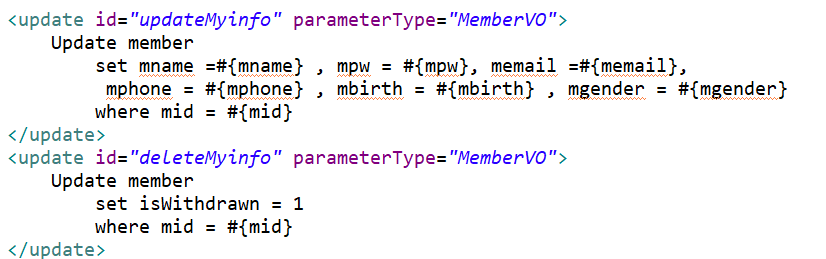 <update id="updateMyinfo" parameterType="MemberVO">
Update member
set mname =#{mname} , mpw = #{mpw}, memail =#{memail},
mphone = #{mphone} , mbirth = #{mbirth} , mgender = #{mgender}
where mid = #{mid}
</update>
<update id="deleteMyinfo" parameterType="MemberVO">
Update member
set isWithdrawn = 1
where mid = #{mid}
</update>